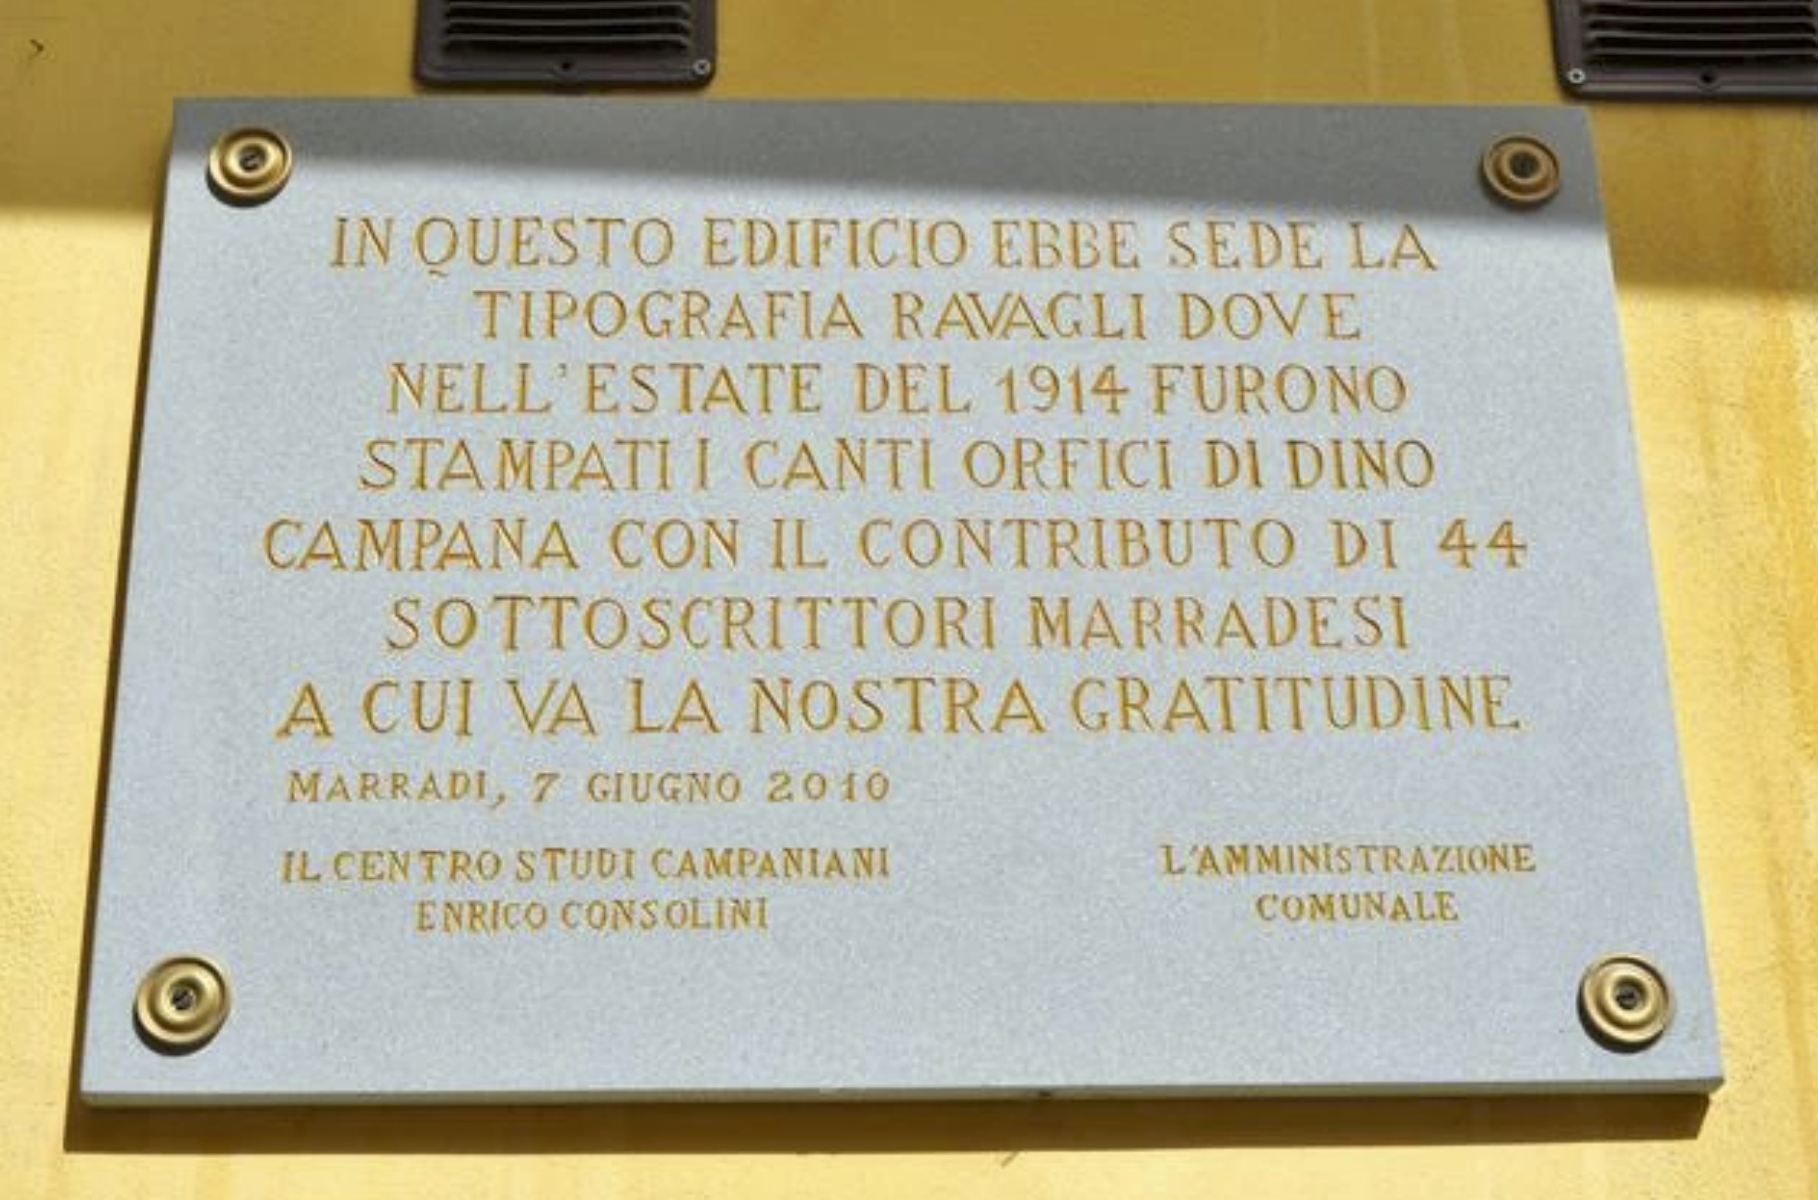 IN QUESTO EDIFICIO EBBE SEDE LA
TIPOGRAFIA RAVAGLI DOVE
NELL'ESTATE DEL 1914 FURONO
STAMPATI I CANTI ORFICI DI DINO
CAMPANA CON IL CONTRIBUTO DI 44
SOTTOSCRITTORI MARRADESI
A CUI VA LA NOSTRA GRATITUDINE
MARRADI, 7 GIUGNO 2010
IL CENTRO STUDI CAMPANIANI
ENRICO CONSOLINI
L'AMMINISTRAZIONE
COMUNALE